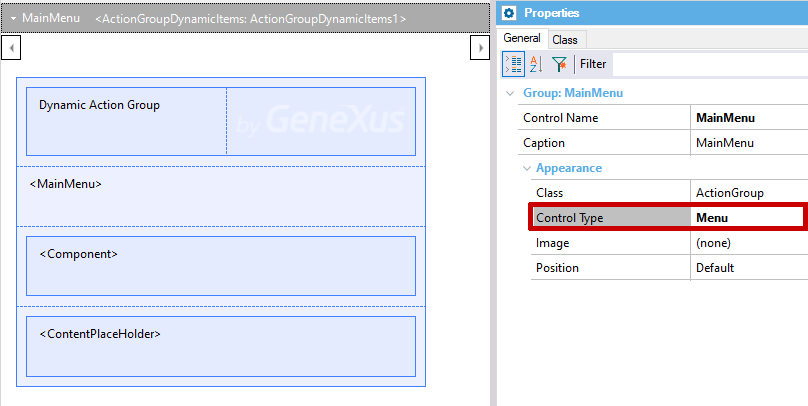 MainMenu <ActionGroupDynamicItems: ActionGroupDynamicItems1>
Dynamic Action Group
by GeneXus
<MainMenu>
<Component>
<ContentPlaceHolder>
Properties
General Class
Filter
Group: MainMenu
Control Name MainMenu
Caption MainMenu
Appearance
Class ActionGroup
Control Type Menu
Image (none)
Position Default